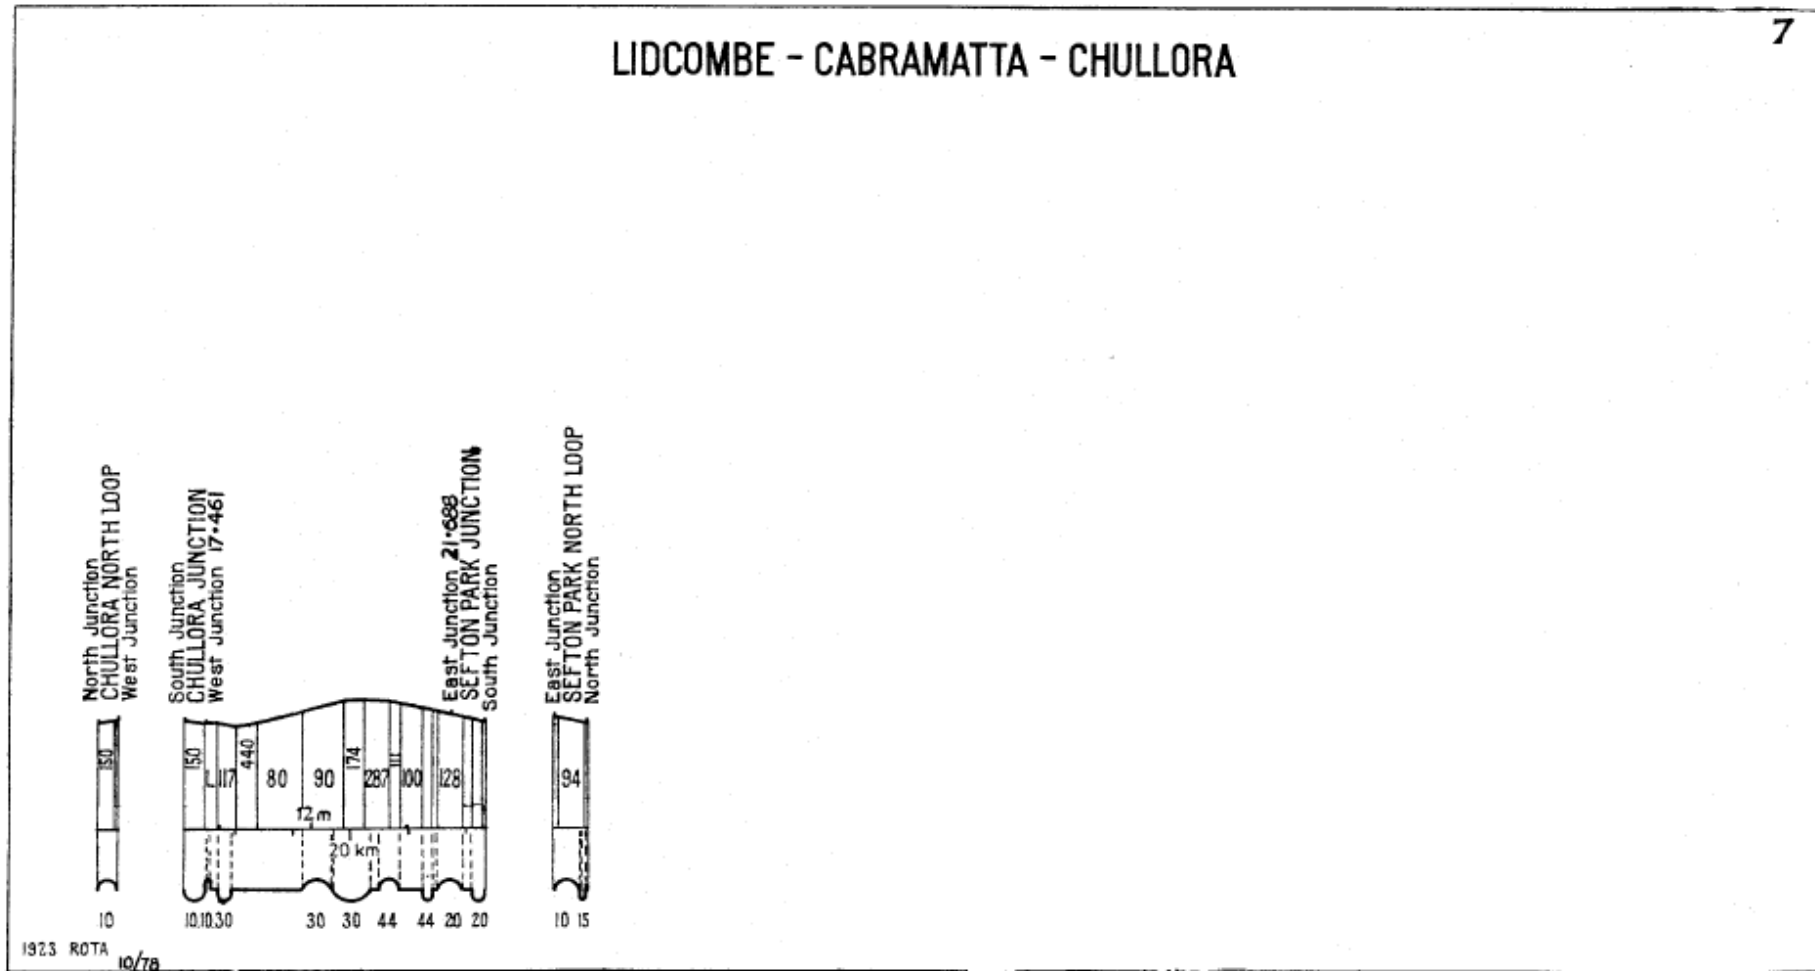 7
LIDCOMBE - CABRAMATTA - CHULLORA
North Junction
CHULLORA NORTH LOOP
West Junction
South Junction
CHULLORA JUNCTION
West Junction 17·461
East Junction 21·688
SEFTON PARK JUNCTION
South Junction
East Junction
SEFTON PARK NORTH LOOP
North Junction
150
150 L 117 440 80 90 174 287 111 100 128
94
12 m
20 km
10
10 10 30 30 30 44 44 20 20
10 15
1923 ROTA 10/78